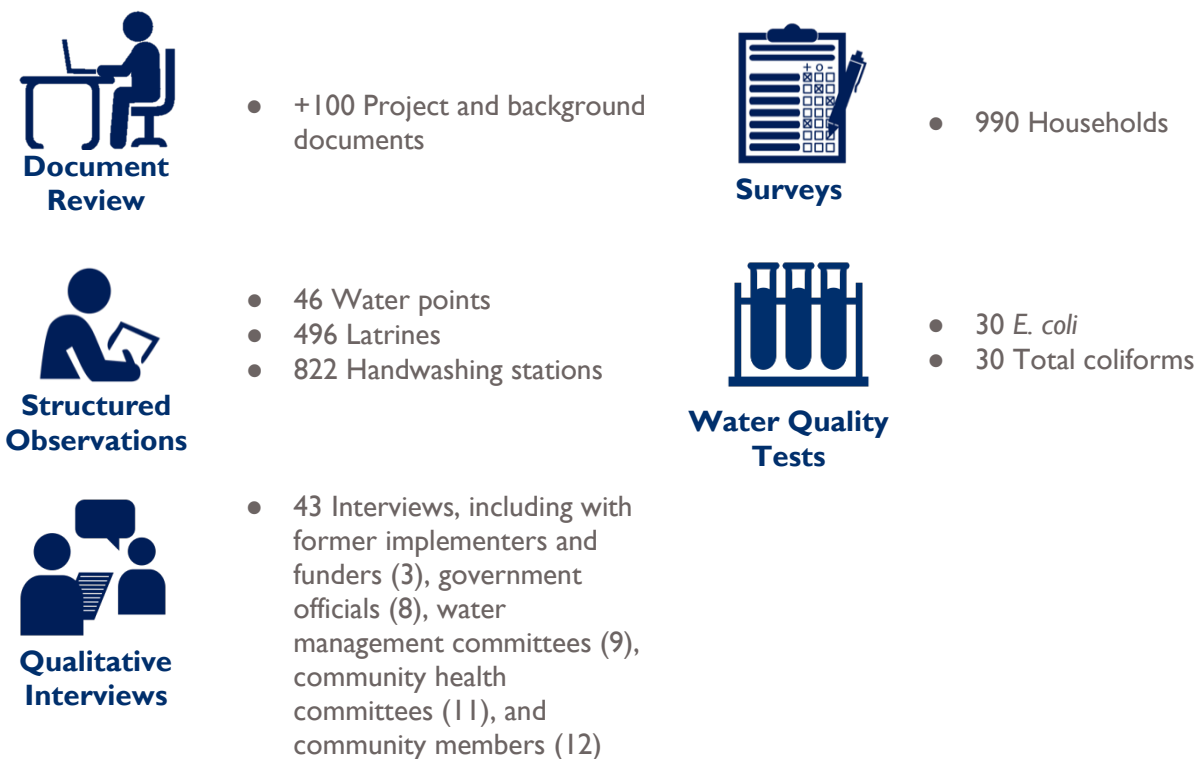 Document
Review
● +100 Project and background
documents
Surveys
● 990 Households
Structured
Observations
● 46 Water points
● 496 Latrines
● 822 Handwashing stations
Water Quality
Tests
● 30 E. coli
● 30 Total coliforms
Qualitative
Interviews
● 43 Interviews, including with
former implementers and
funders (3), government
officials (8), water
management committees (9),
community health
committees (11), and
community members (12)